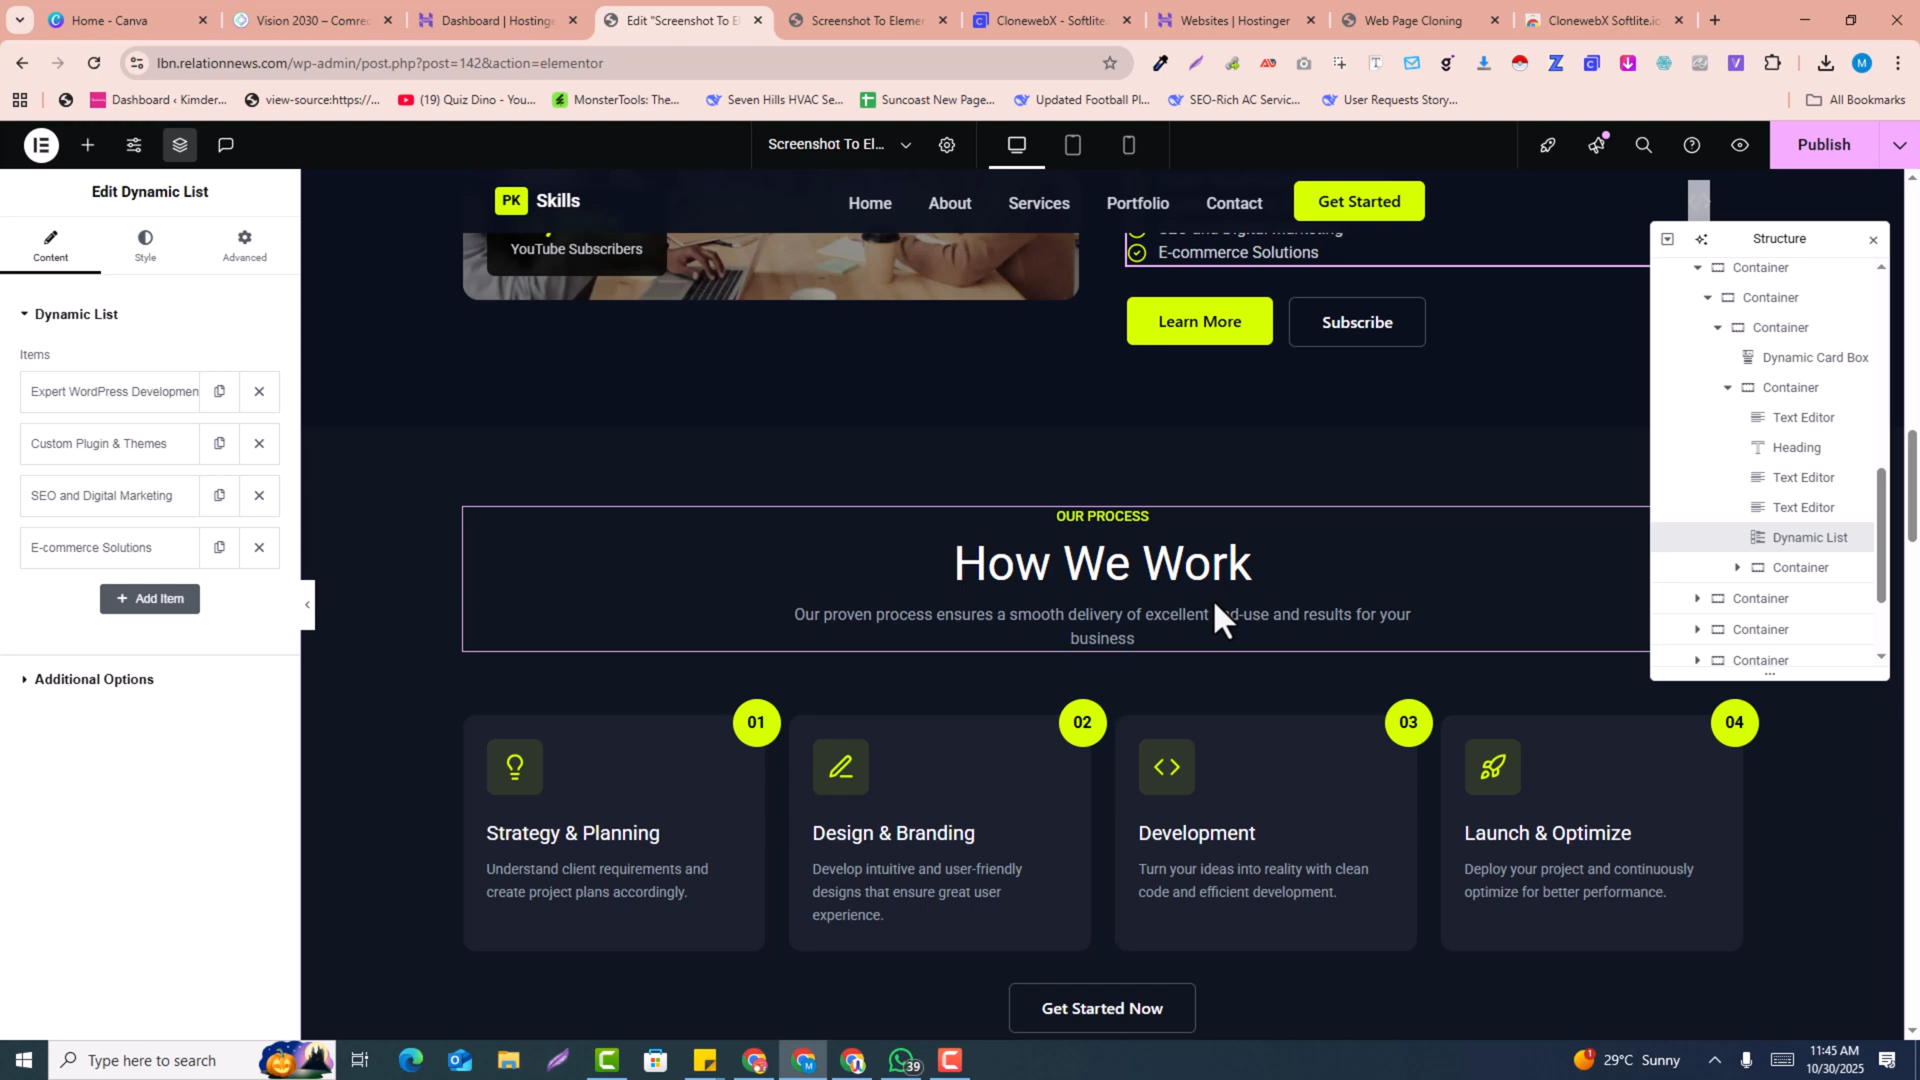 Home - Canva
Vision 2030 – Comre
Dashboard | Hostinge
Edit "Screenshot To El
Screenshot To Eleme
ClonewebX - Softlite.
Websites | Hostinger
Web Page Cloning
ClonewebX Softlite.io
lbn.relationnews.com/wp-admin/post.php?post=142&action=elementor
Dashboard ‹ Kimder...
view-source:https://...
(19) Quiz Dino - You...
MonsterTools: The...
Seven Hills HVAC Se...
Suncoast New Page...
Updated Football Pl...
SEO-Rich AC Servic...
User Requests Story...
All Bookmarks
Screenshot To El...
Publish
Edit Dynamic List
Content
Style
Advanced
Dynamic List
Items
Expert WordPress Developmen
Custom Plugin & Themes
SEO and Digital Marketing
E-commerce Solutions
Add Item
Additional Options
PK
Skills
Home
About
Services
Portfolio
Contact
Get Started
YouTube Subscribers
SEO and Digital Marketing
E-commerce Solutions
Learn More
Subscribe
OUR PROCESS
How We Work
Our proven process ensures a smooth delivery of excellent end-use and results for your
business
01
Strategy & Planning
Understand client requirements and
create project plans accordingly.
02
Design & Branding
Develop intuitive and user-friendly
designs that ensure great user
experience.
03
Development
Turn your ideas into reality with clean
code and efficient development.
04
Launch & Optimize
Deploy your project and continuously
optimize for better performance.
Get Started Now
Structure
Container
Container
Container
Dynamic Card Box
Container
Text Editor
Heading
Text Editor
Text Editor
Dynamic List
Container
Container
Container
Container
Type here to search
39
29°C Sunny
11:45 AM
10/30/2025